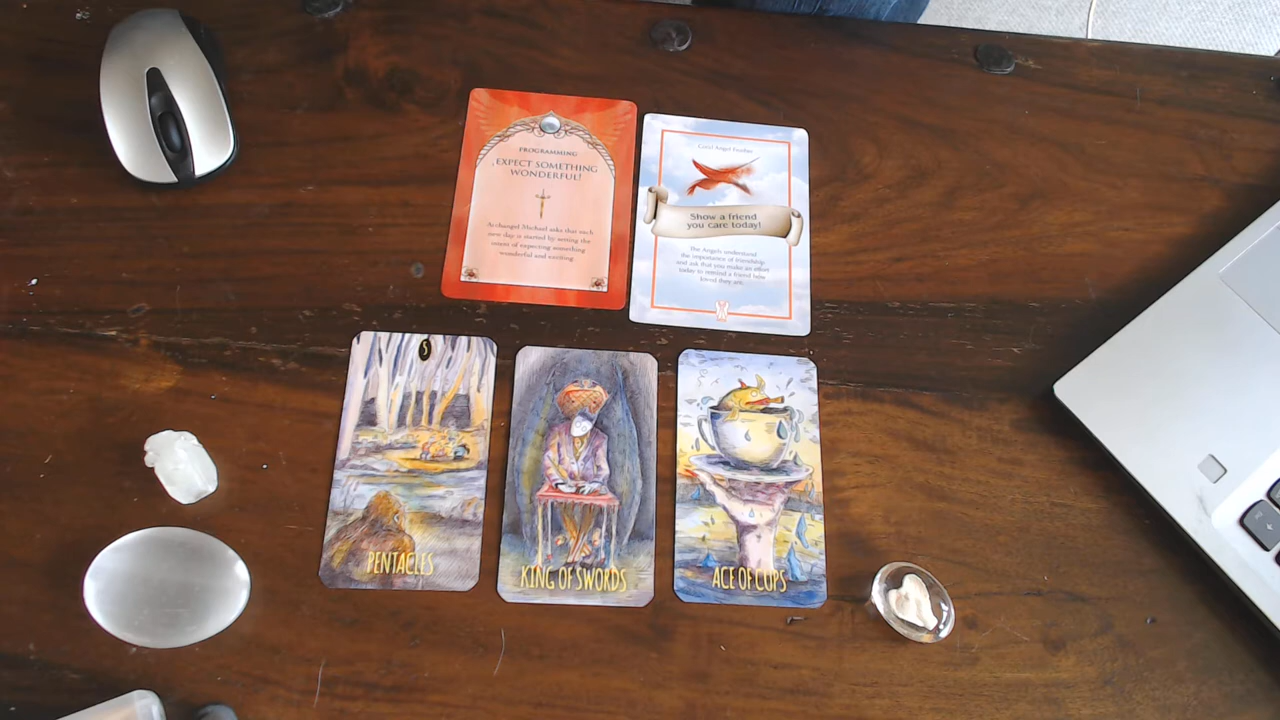 PROGRAMMING
EXPECT SOMETHING
WONDERFUL!
Archangel Michael asks that each
new day is started by setting the
intent of expecting something
wonderful and exciting.
Coral Angel Feather
Show a friend
you care today!
The Angels understand
the importance of friendship
and ask that you make an effort
today to remind a friend how
loved they are.
5
PENTACLES
KING OF SWORDS
ACE OF CUPS